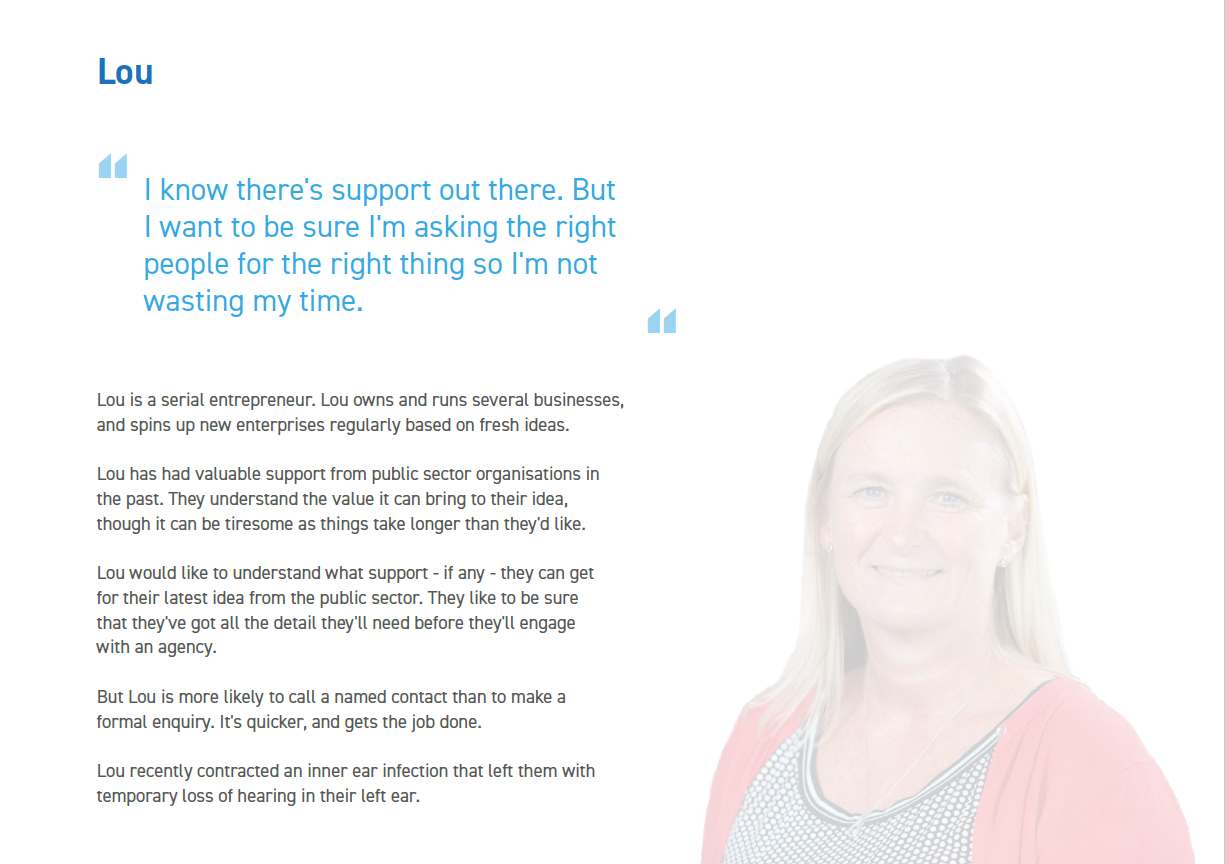 Lou
“
I know there's support out there. But
I want to be sure I'm asking the right
people for the right thing so I'm not
wasting my time.
“
Lou is a serial entrepreneur. Lou owns and runs several businesses,
and spins up new enterprises regularly based on fresh ideas.
Lou has had valuable support from public sector organisations in
the past. They understand the value it can bring to their idea,
though it can be tiresome as things take longer than they'd like.
Lou would like to understand what support - if any - they can get
for their latest idea from the public sector. They like to be sure
that they've got all the detail they'll need before they'll engage
with an agency.
But Lou is more likely to call a named contact than to make a
formal enquiry. It's quicker, and gets the job done.
Lou recently contracted an inner ear infection that left them with
temporary loss of hearing in their left ear.